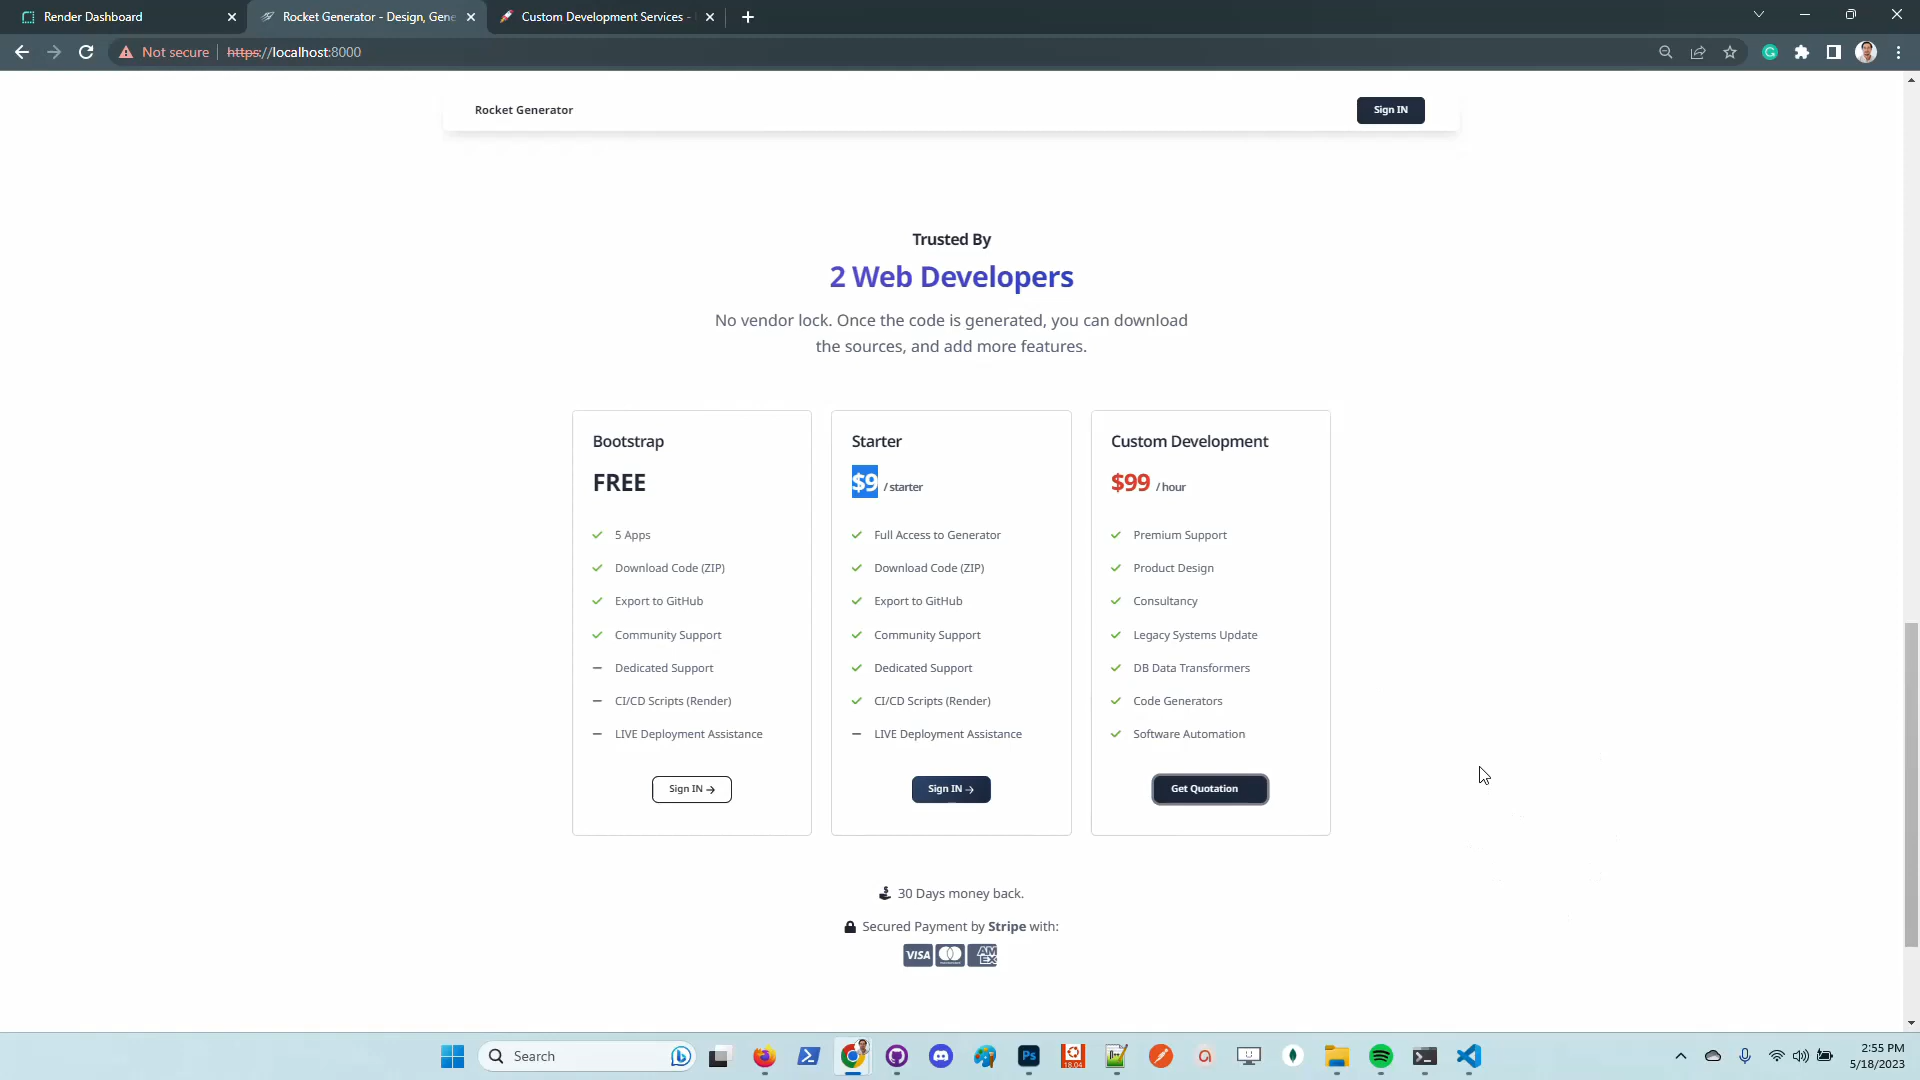 Render Dashboard
Rocket Generator - Design, Gene
Custom Development Services -
Not secure
https://localhost:8000
Rocket Generator
Sign IN
Trusted By
2 Web Developers
No vendor lock. Once the code is generated, you can download
the sources, and add more features.
Bootstrap
FREE
5 Apps
Download Code (ZIP)
Export to GitHub
Community Support
Dedicated Support
CI/CD Scripts (Render)
LIVE Deployment Assistance
Sign IN →
Starter
$9 / starter
Full Access to Generator
Download Code (ZIP)
Export to GitHub
Community Support
Dedicated Support
CI/CD Scripts (Render)
LIVE Deployment Assistance
Sign IN →
Custom Development
$99 / hour
Premium Support
Product Design
Consultancy
Legacy Systems Update
DB Data Transformers
Code Generators
Software Automation
Get Quotation
30 Days money back.
Secured Payment by Stripe with:
VISA
AM
EX
Search
Ps
18.04
2:55 PM
5/18/2023